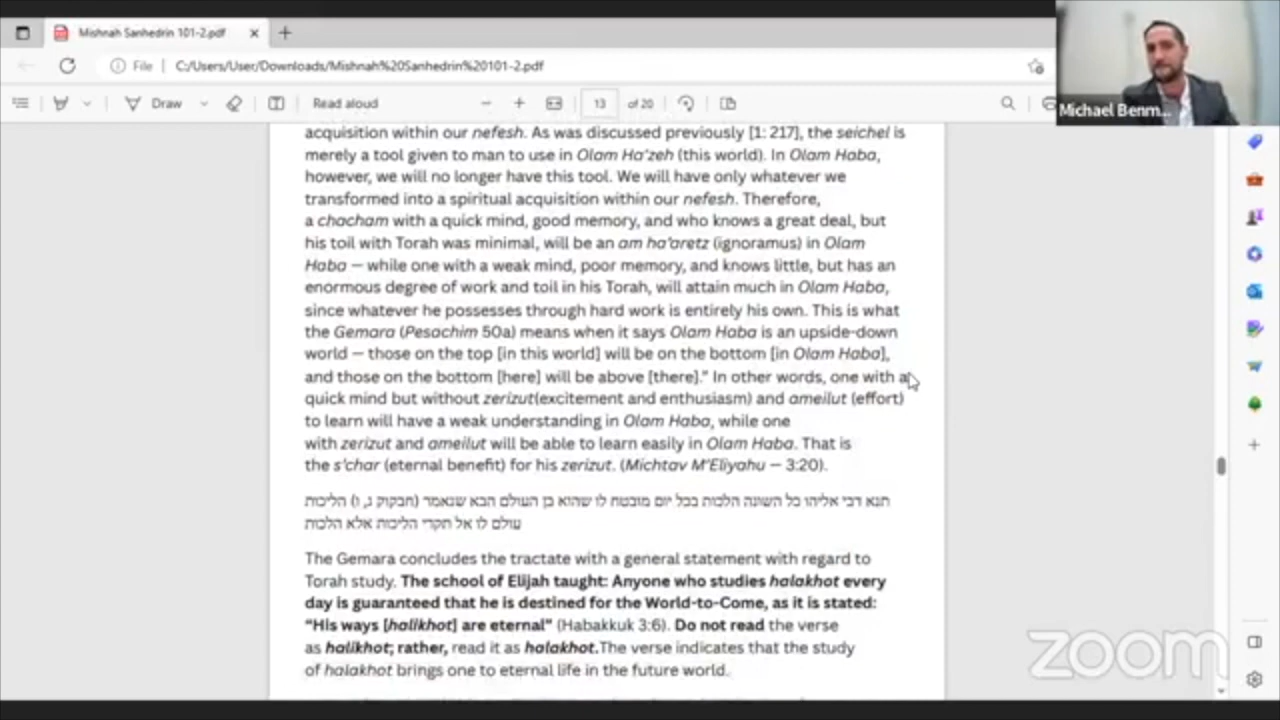 Mishnah Sanhedrin 101-2.pdf
File C:/Users/User/Downloads/Mishnah%20Sanhedrin%20101-2.pdf
Draw Read aloud 13 of 20
Michael Benm...
acquisition within our nefesh. As was discussed previously [1: 217], the seichel is
merely a tool given to man to use in Olam Ha'zeh (this world). In Olam Haba,
however, we will no longer have this tool. We will have only whatever we
transformed into a spiritual acquisition within our nefesh. Therefore,
a chacham with a quick mind, good memory, and who knows a great deal, but
his toil with Torah was minimal, will be an am ha'aretz (ignoramus) in Olam
Haba — while one with a weak mind, poor memory, and knows little, but has an
enormous degree of work and toil in his Torah, will attain much in Olam Haba,
since whatever he possesses through hard work is entirely his own. This is what
the Gemara (Pesachim 50a) means when it says Olam Haba is an upside-down
world — those on the top [in this world] will be on the bottom [in Olam Haba],
and those on the bottom [here] will be above [there]." In other words, one with a
quick mind but without zerizut(excitement and enthusiasm) and ameilut (effort)
to learn will have a weak understanding in Olam Haba, while one
with zerizut and ameilut will be able to learn easily in Olam Haba. That is
the s'char (eternal benefit) for his zerizut. (Michtav M'Eliyahu — 3:20).
תנא דבי אליהו כל השונה הלכות בכל יום מובטח לו שהוא בן העולם הבא שנאמר (חבקוק ג, ו) הליכות
עולם לו אל תקרי הליכות אלא הלכות
The Gemara concludes the tractate with a general statement with regard to
Torah study. The school of Elijah taught: Anyone who studies halakhot every
day is guaranteed that he is destined for the World-to-Come, as it is stated:
"His ways [halikhot] are eternal" (Habakkuk 3:6). Do not read the verse
as halikhot; rather, read it as halakhot.The verse indicates that the study
of halakhot brings one to eternal life in the future world.
zoom